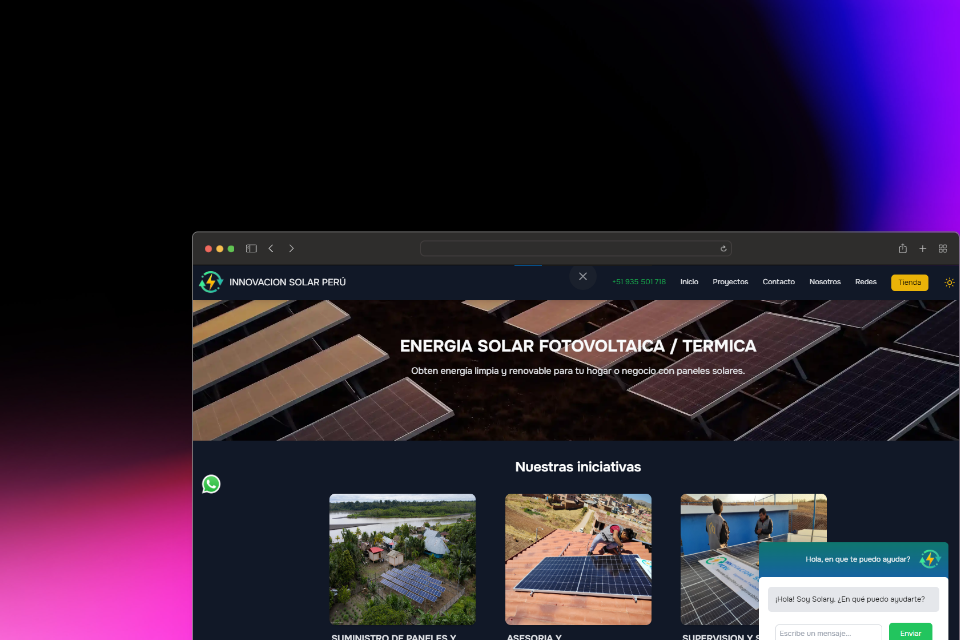 INNOVACION SOLAR PERÚ
+51 935 501 718
Inicio
Proyectos
Contacto
Nosotros
Redes
Tienda
ENERGIA SOLAR FOTOVOLTAICA / TERMICA
Obten energía limpia y renovable para tu hogar o negocio con paneles solares.
Nuestras iniciativas
SUMINISTRO DE PANELES Y
ASESORIA Y
SUPERVISION Y S
Hola, en que te puedo ayudar?
¡Hola! Soy Solary. ¿En qué puedo ayudarte?
Escribe un mensaje...
Enviar